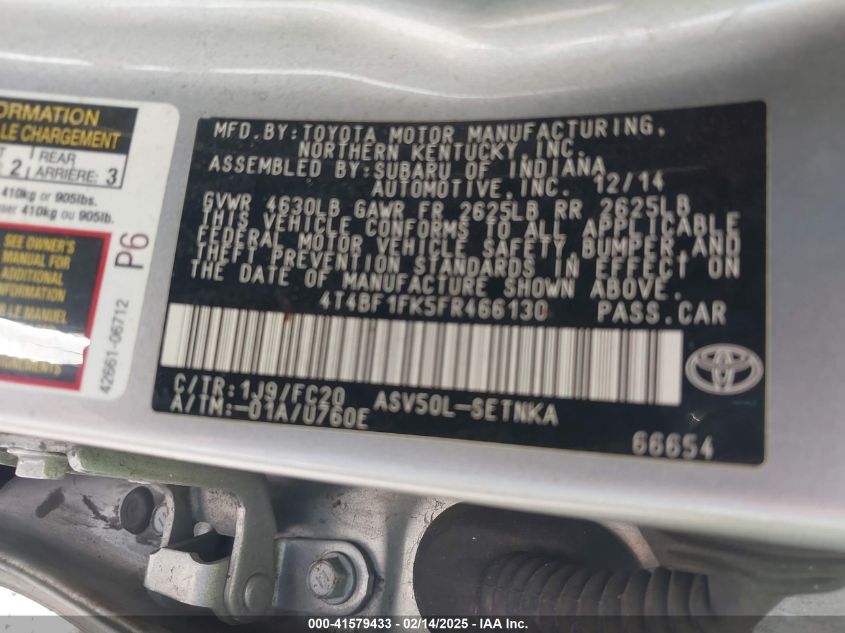 ORMATION
LE CHARGEMENT
2 REAR ARRIÈRE: 3
410kg or 905lbs.
ser 410kg ou 905lb.
SEE OWNER'S
MANUAL FOR
ADDITIONAL
INFORMATION
P6
42661-06712
MFD.BY:TOYOTA MOTOR MANUFACTURING,
NORTHERN KENTUCKY, INC.
ASSEMBLED BY:SUBARU OF INDIANA
AUTOMOTIVE,INC. 12/14
GVWR 4630LB GAWR FR 2625LB RR 2625LB
THIS VEHICLE CONFORMS TO ALL APPLICABLE
FEDERAL MOTOR VEHICLE SAFETY, BUMPER AND
THEFT PREVENTION STANDARDS IN EFFECT ON
THE DATE OF MANUFACTURE SHOWN ABOVE.
4T4BF1FK5FR466130 PASS.CAR
C/TR:1J9/FC20
A/TM:-01A/U760E
ASV50L-SETNKA
66654
000-41579433 - 02/14/2025 - IAA Inc.